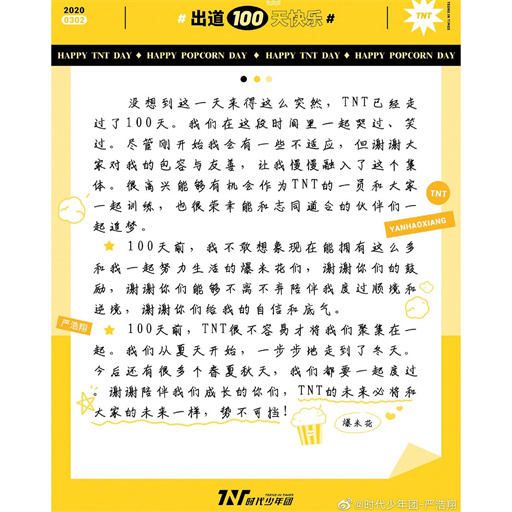 2020
0302
#出道100天快乐#
TNT
HAPPY TNT DAY ♦ HAPPY POPCORN DAY ♦ HAPPY TNT DAY ♦ HAPPY POPCORN DAY
没想到这一天来得这么突然，TNT已经走
过了100天。我们在这段时间里一起哭过、笑
过。尽管刚开始我会有一些不适应，但谢谢大
家对我的包容与友善，让我慢慢融入了这个集
体。很高兴能够有机会作为TNT的一员和大家
一起训练，也很荣幸能和志同道合的伙伴们一
起追梦。
TNT
YANHAOXIANG
100天前，我不敢想象现在能拥有这么多
和我一起努力生活的爆米花们，谢谢你们的鼓
励，谢谢你们能够不离不弃陪伴我度过顺境和
逆境，谢谢你们给我的自信和底气。
严浩翔
100天前，TNT很不容易才将我们聚集在一
起。我们从夏天开始，一步步地走到了冬天。
今后还有很多个春夏秋天，我们都要一起度过
。谢谢陪伴我们成长的你们，TNT的未来必将和
大家的未来一样，势不可挡！
爆米花
TNT时代少年团
@时代少年团-严浩翔